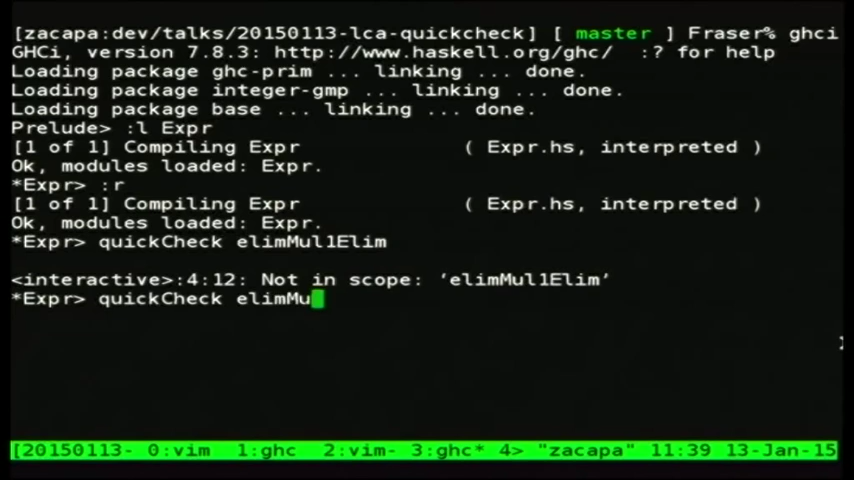 [zacapa:dev/talks/20150113-lca-quickcheck] [ master ] Fraser% ghci
GHCi, version 7.8.3: http://www.haskell.org/ghc/  :? for help
Loading package ghc-prim ... linking ... done.
Loading package integer-gmp ... linking ... done.
Loading package base ... linking ... done.
Prelude> :l Expr
[1 of 1] Compiling Expr             ( Expr.hs, interpreted )
Ok, modules loaded: Expr.
*Expr> :r
[1 of 1] Compiling Expr             ( Expr.hs, interpreted )
Ok, modules loaded: Expr.
*Expr> quickCheck elimMul1Elim
<interactive>:4:12: Not in scope: ‘elimMul1Elim’
*Expr> quickCheck elimMu
[20150113- 0:vim  1:ghc  2:vim- 3:ghc* 4> "zacapa" 11:39 13-Jan-15